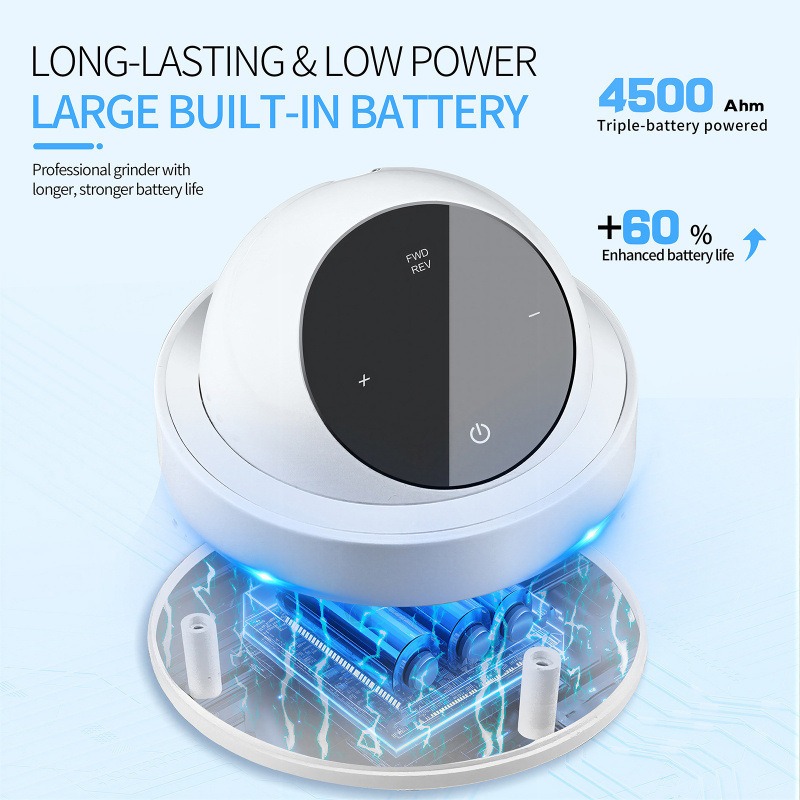 LONG-LASTING & LOW POWER
LARGE BUILT-IN BATTERY
Professional grinder with
longer, stronger battery life
4500 Ahm
Triple-battery powered
+60 %
Enhanced battery life
FWD
REV